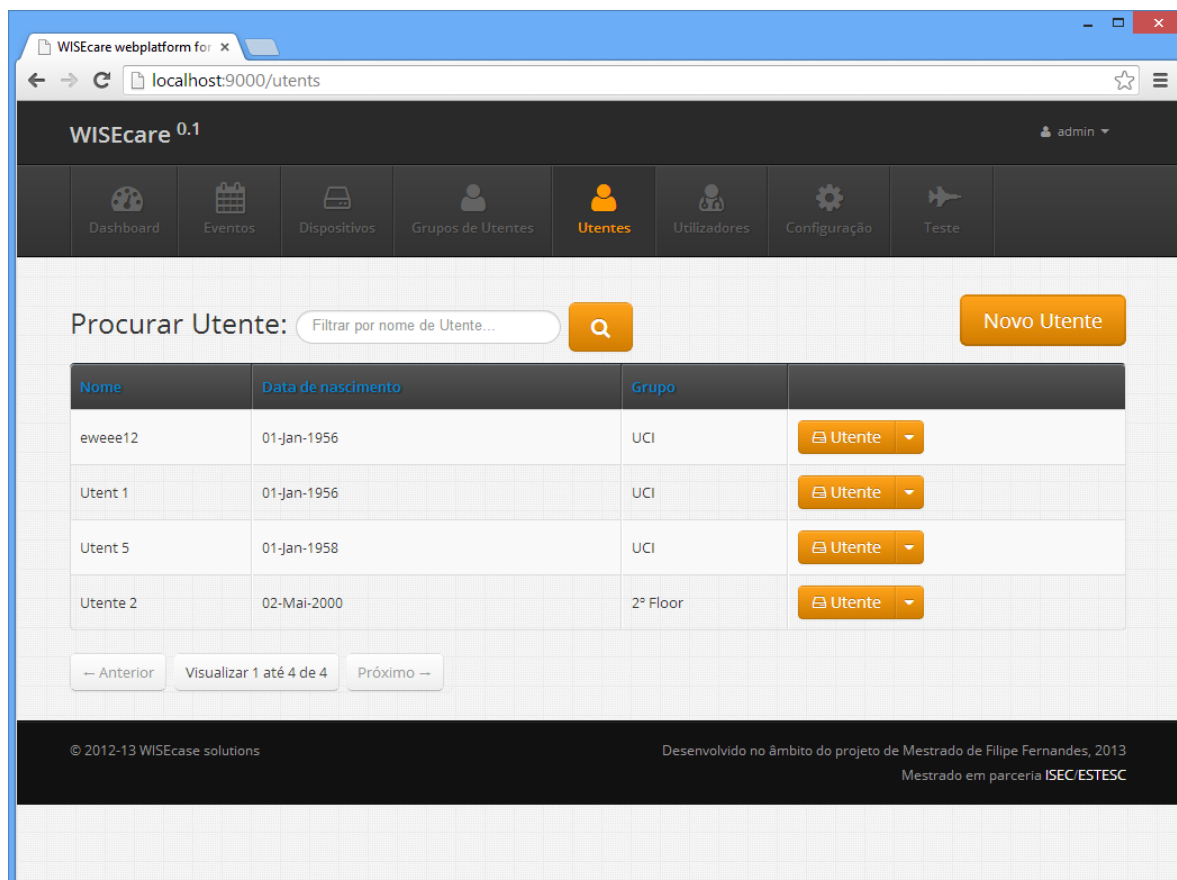 WISEcare webplatform for
localhost:9000/utents
WISEcare 0.1
admin
Dashboard
Eventos
Dispositivos
Grupos de Utentes
Utentes
Utilizadores
Configuração
Teste
Procurar Utente:
Filtrar por nome de Utente...
Novo Utente
Nome Data de nascimento Grupo
eweee12 01-Jan-1956 UCI Utente
Utent 1 01-Jan-1956 UCI Utente
Utent 5 01-Jan-1958 UCI Utente
Utente 2 02-Mai-2000 2º Floor Utente
← Anterior
Visualizar 1 até 4 de 4
Próximo →
© 2012-13 WISEcase solutions
Desenvolvido no âmbito do projeto de Mestrado de Filipe Fernandes, 2013
Mestrado em parceria ISEC/ESTESC